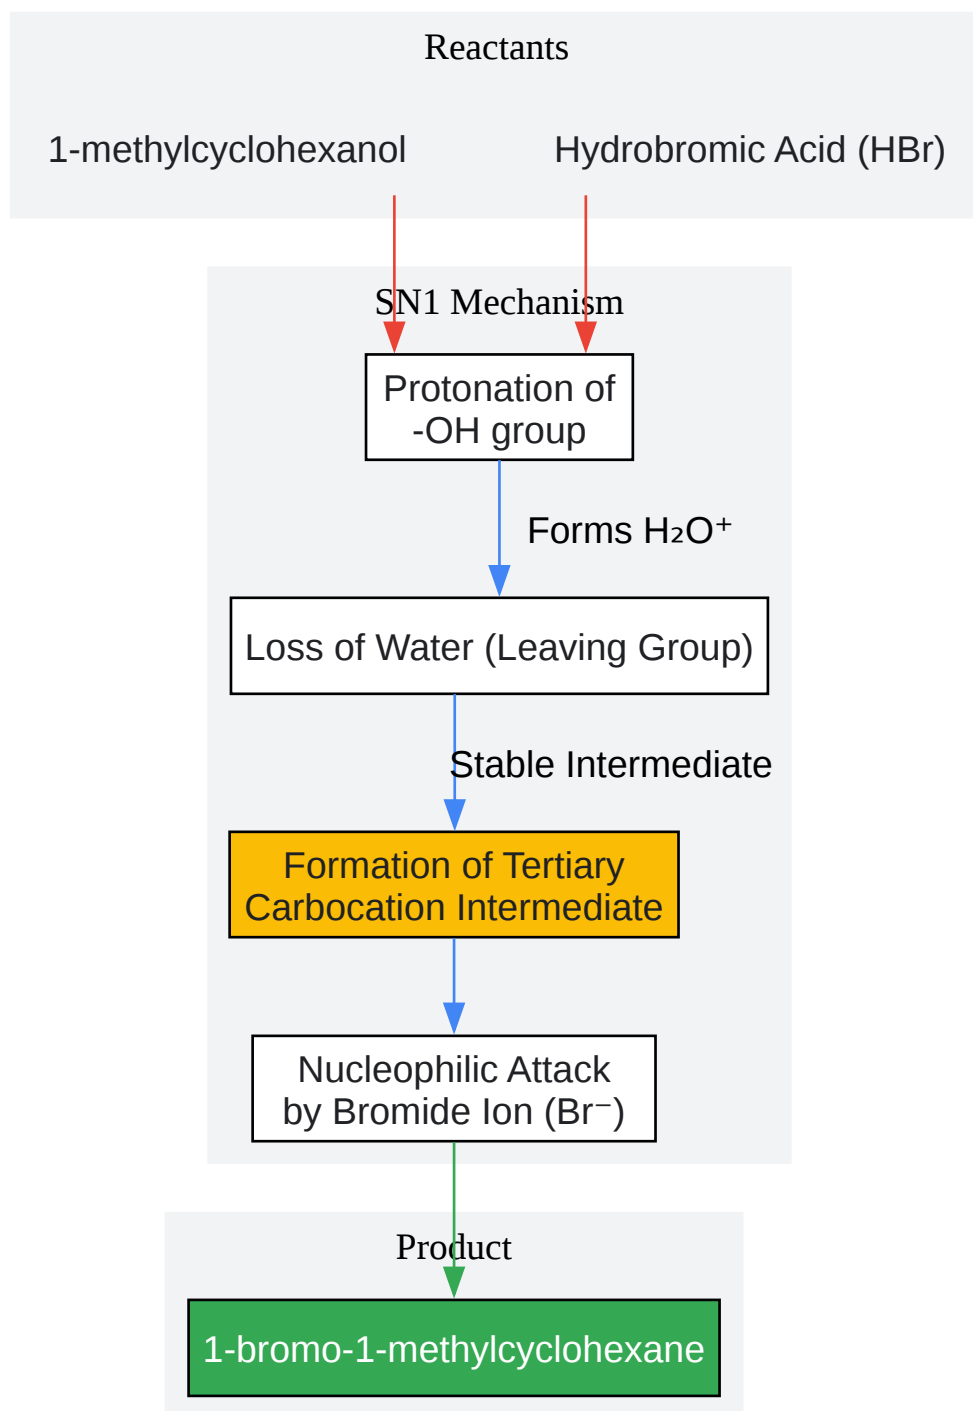 Reactants
1-methylcyclohexanol
Hydrobromic Acid (HBr)
SN1 Mechanism
Protonation of
-OH group
Forms H₂O⁺
Loss of Water (Leaving Group)
Stable Intermediate
Formation of Tertiary
Carbocation Intermediate
Nucleophilic Attack
by Bromide Ion (Br⁻)
Product
1-bromo-1-methylcyclohexane